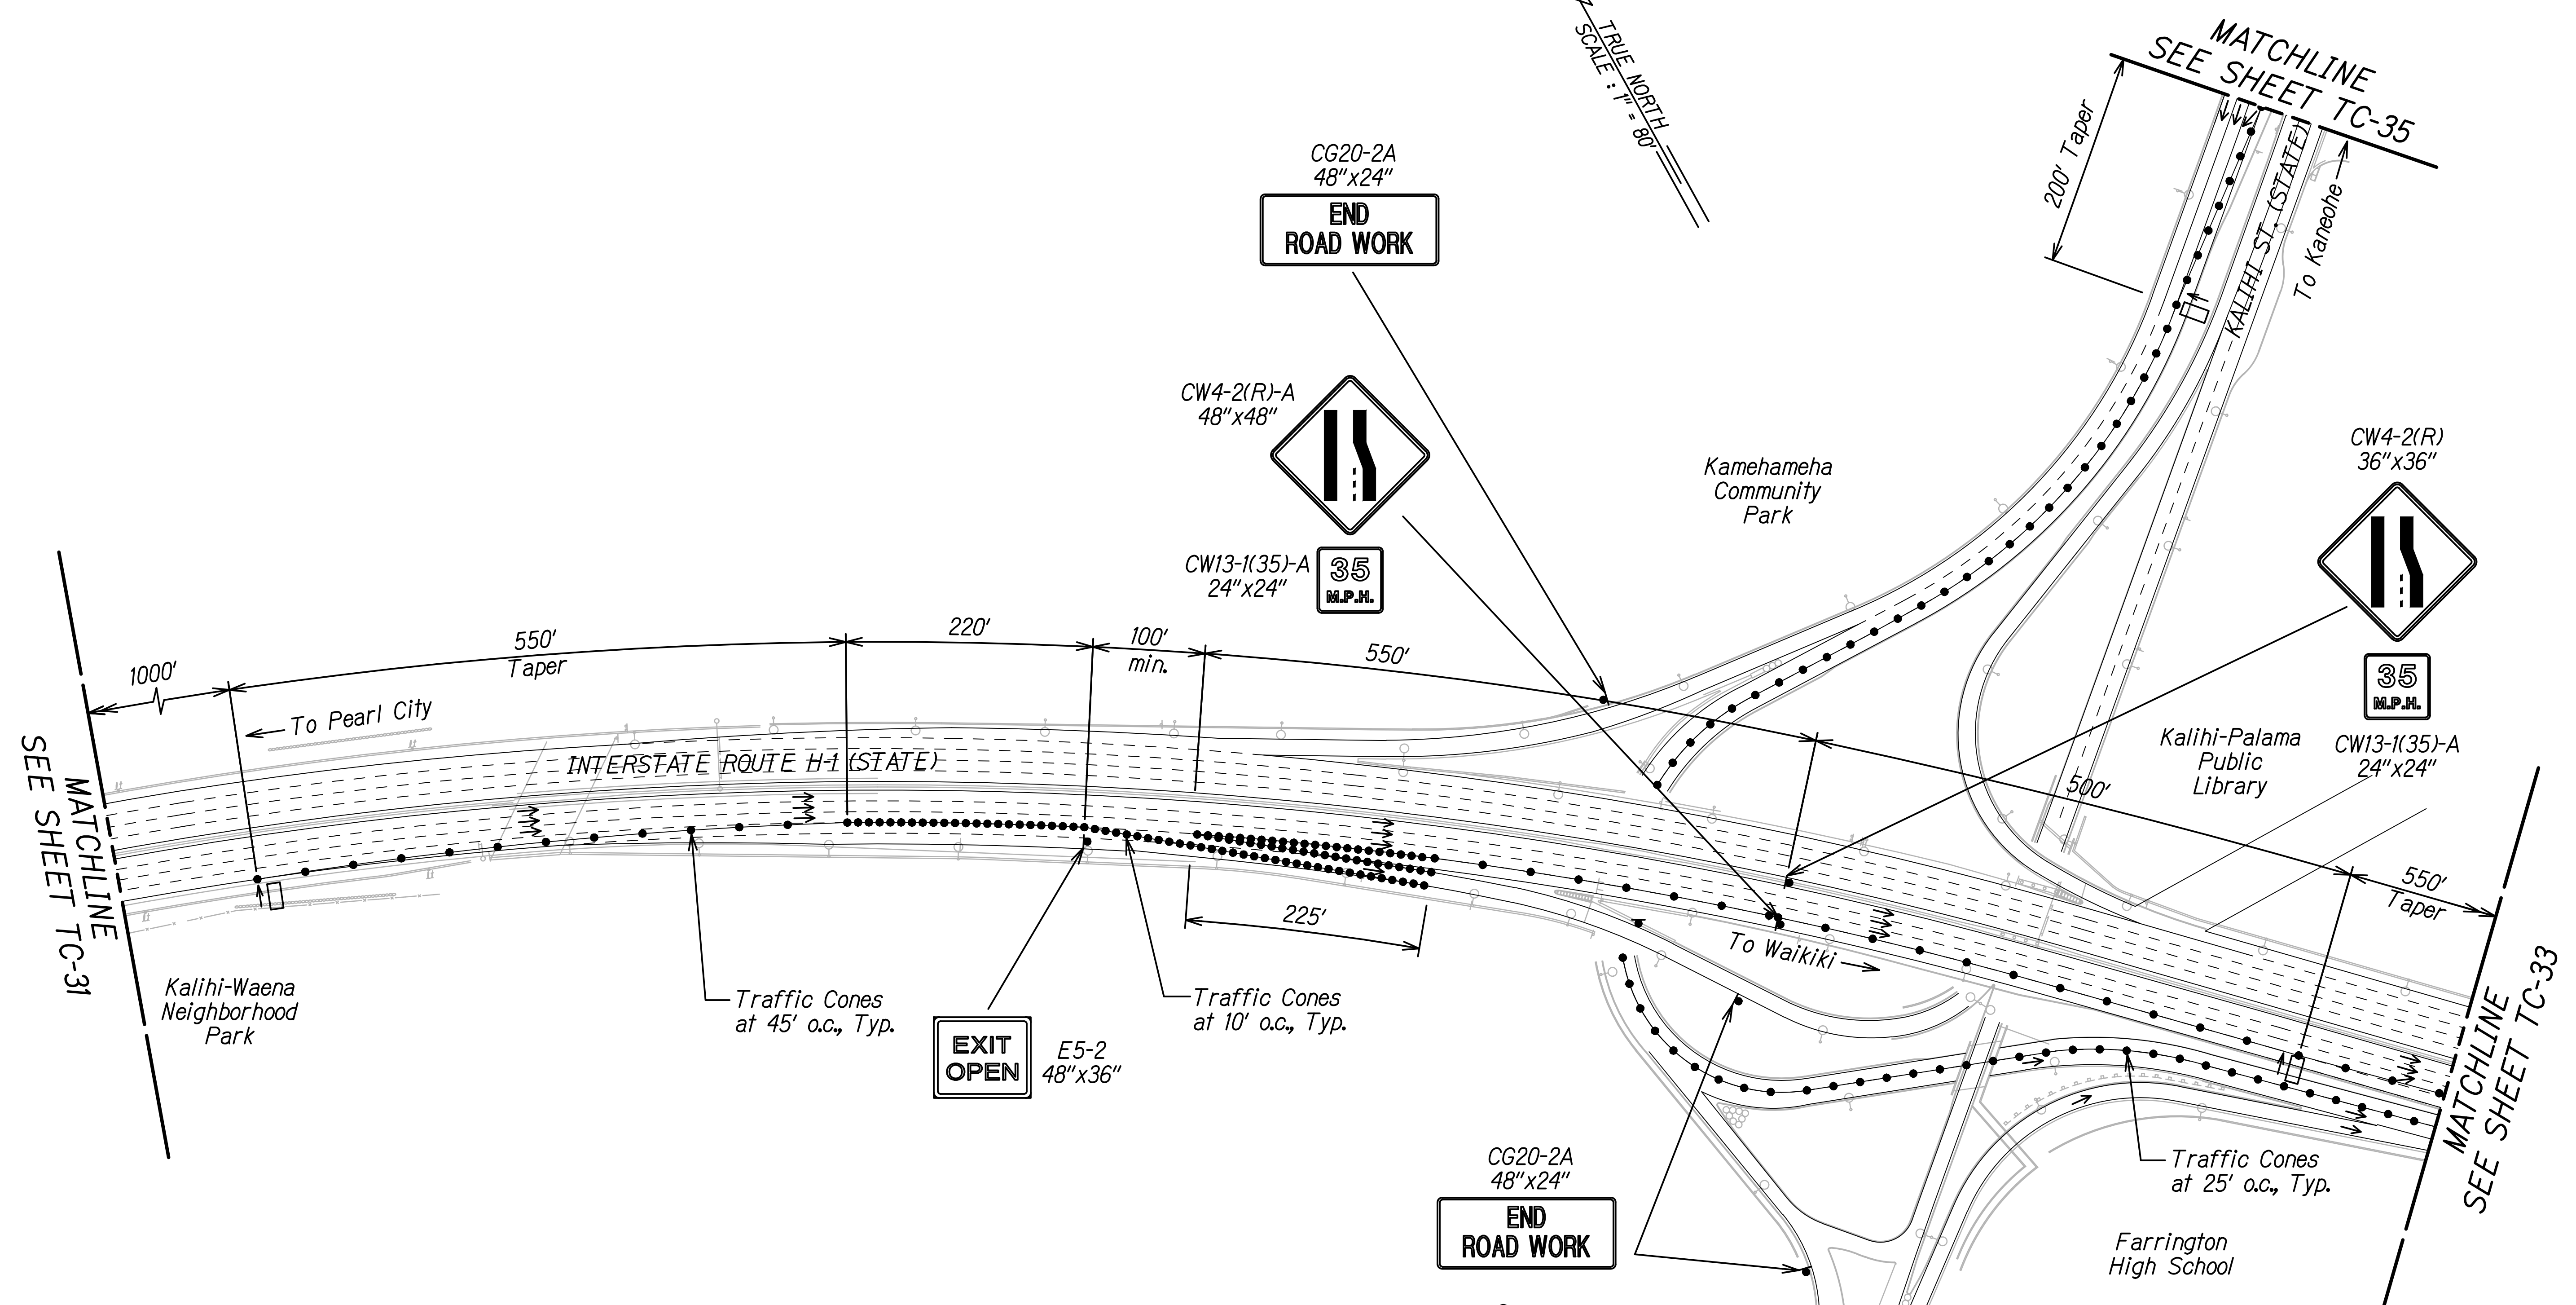 TRUE NORTH
SCALE : 1" = 80'
MATCHLINE
SEE SHEET TC-35
200' Taper
KALIHI ST. (STATE)
To Kaneohe
CG20-2A
48"x24"
END
ROAD WORK
CW4-2(R)-A
48"x48"
CW13-1(35)-A
24"x24"
35
M.P.H.
Kamehameha
Community
Park
CW4-2(R)
36"x36"
35
M.P.H.
CW13-1(35)-A
24"x24"
Kalihi-Palama
Public
Library
1000'
550'
Taper
220'
100'
min.
550'
500'
550'
Taper
To Pearl City
INTERSTATE ROUTE H-1 (STATE)
MATCHLINE
SEE SHEET TC-31
225'
To Waikiki
Kalihi-Waena
Neighborhood
Park
Traffic Cones
at 45' o.c., Typ.
EXIT
OPEN
E5-2
48"x36"
Traffic Cones
at 10' o.c., Typ.
CG20-2A
48"x24"
END
ROAD WORK
Traffic Cones
at 25' o.c., Typ.
Farrington
High School
MATCHLINE
SEE SHEET TC-33